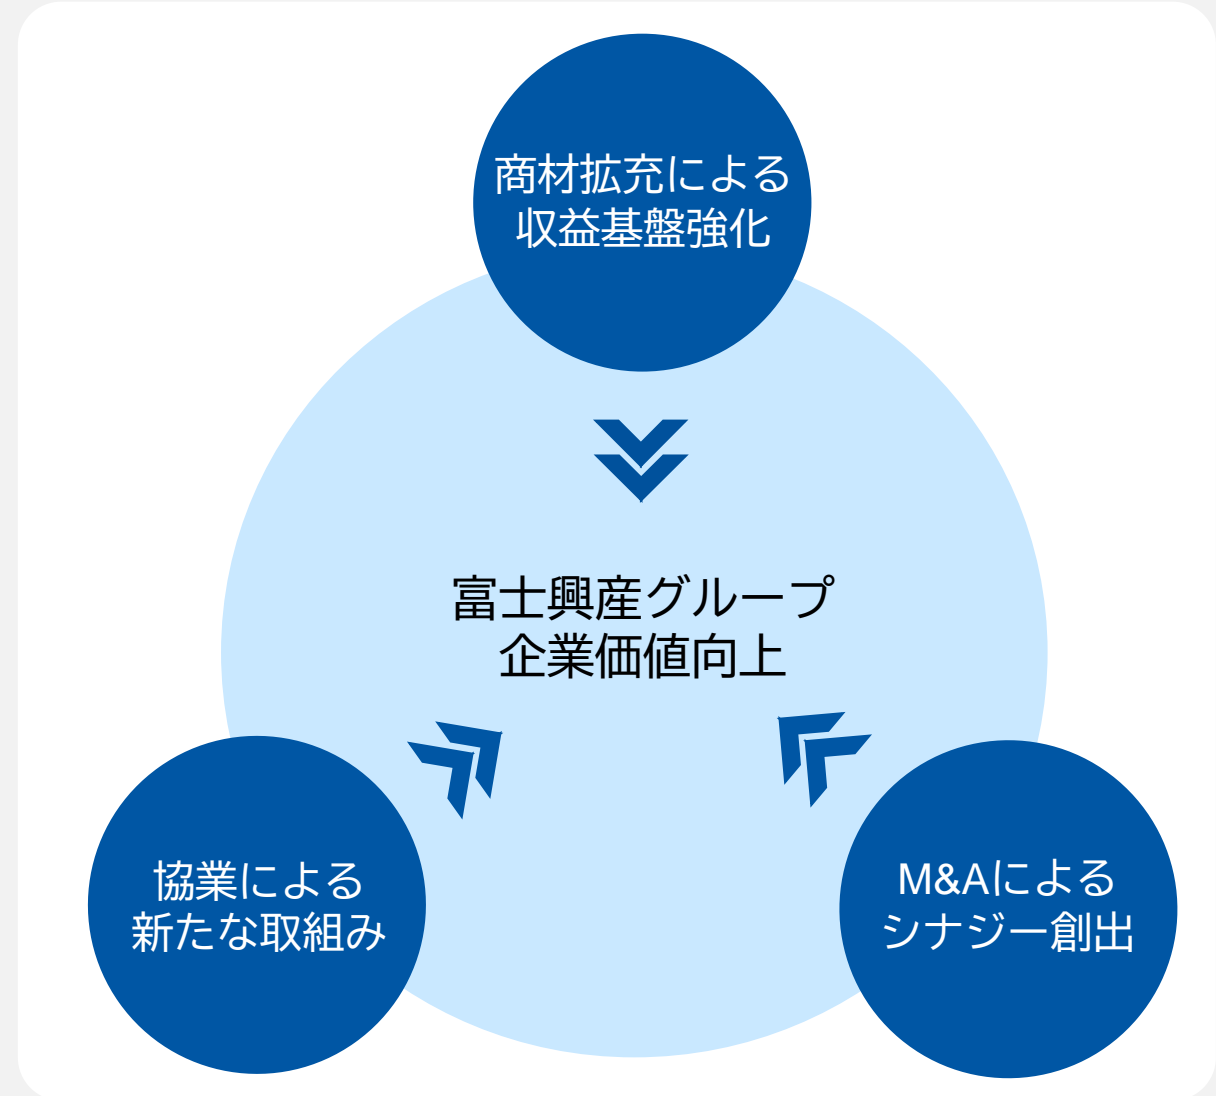 商材拡充による
収益基盤強化
富士興産グループ
企業価値向上
協業による
新たな取組み
M&Aによる
シナジー創出